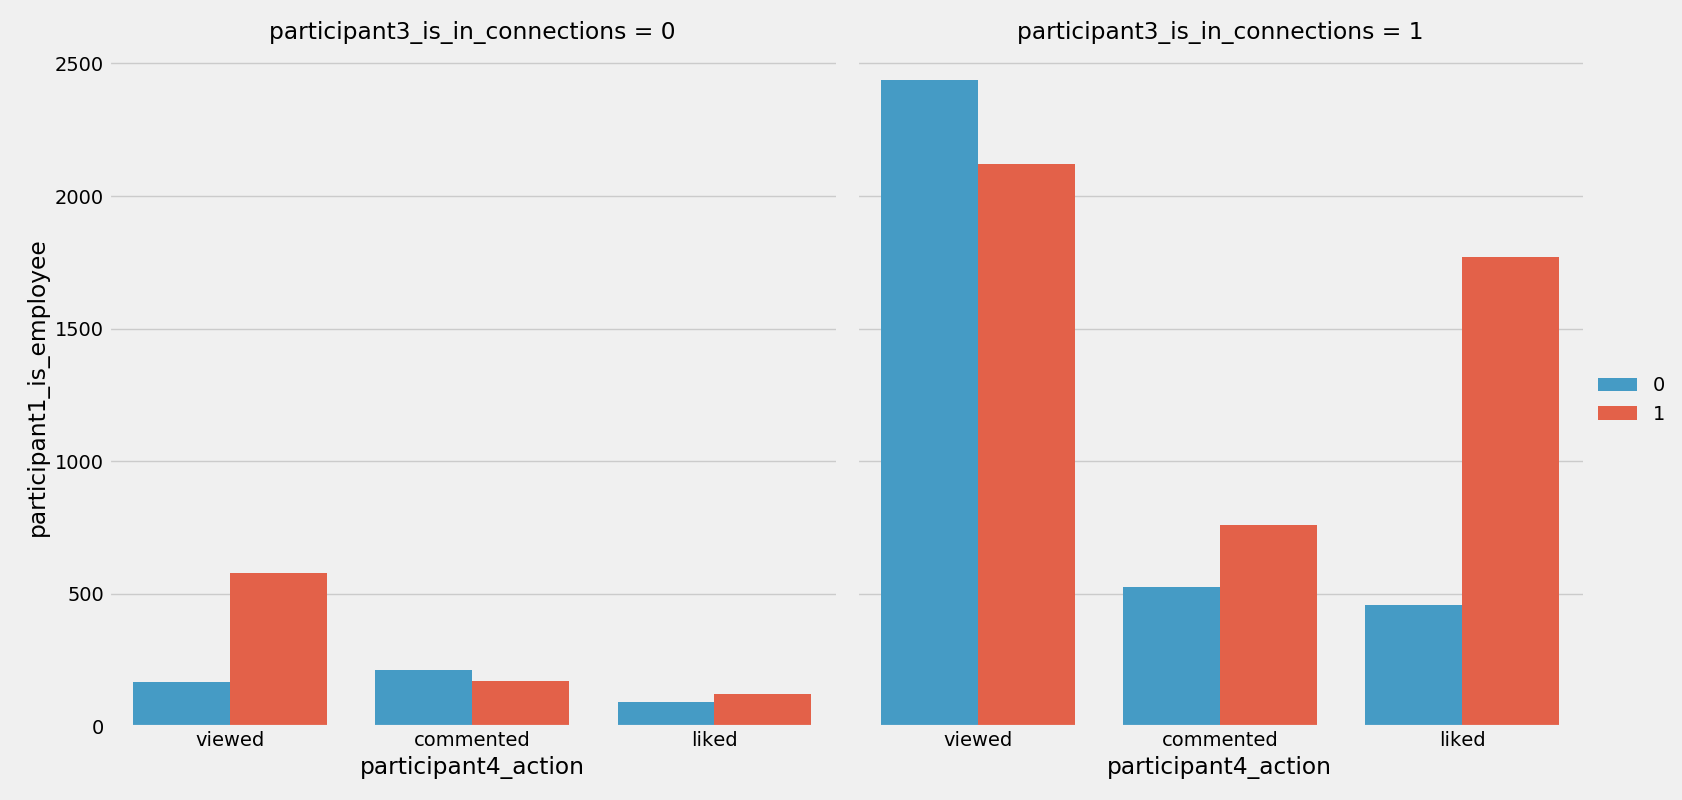 participant3_is_in_connections = 0
participant3_is_in_connections = 1
participant1_is_employee
2500
2000
1500
1000
500
0
viewed
commented
liked
participant4_action
viewed
commented
liked
participant4_action
0
1